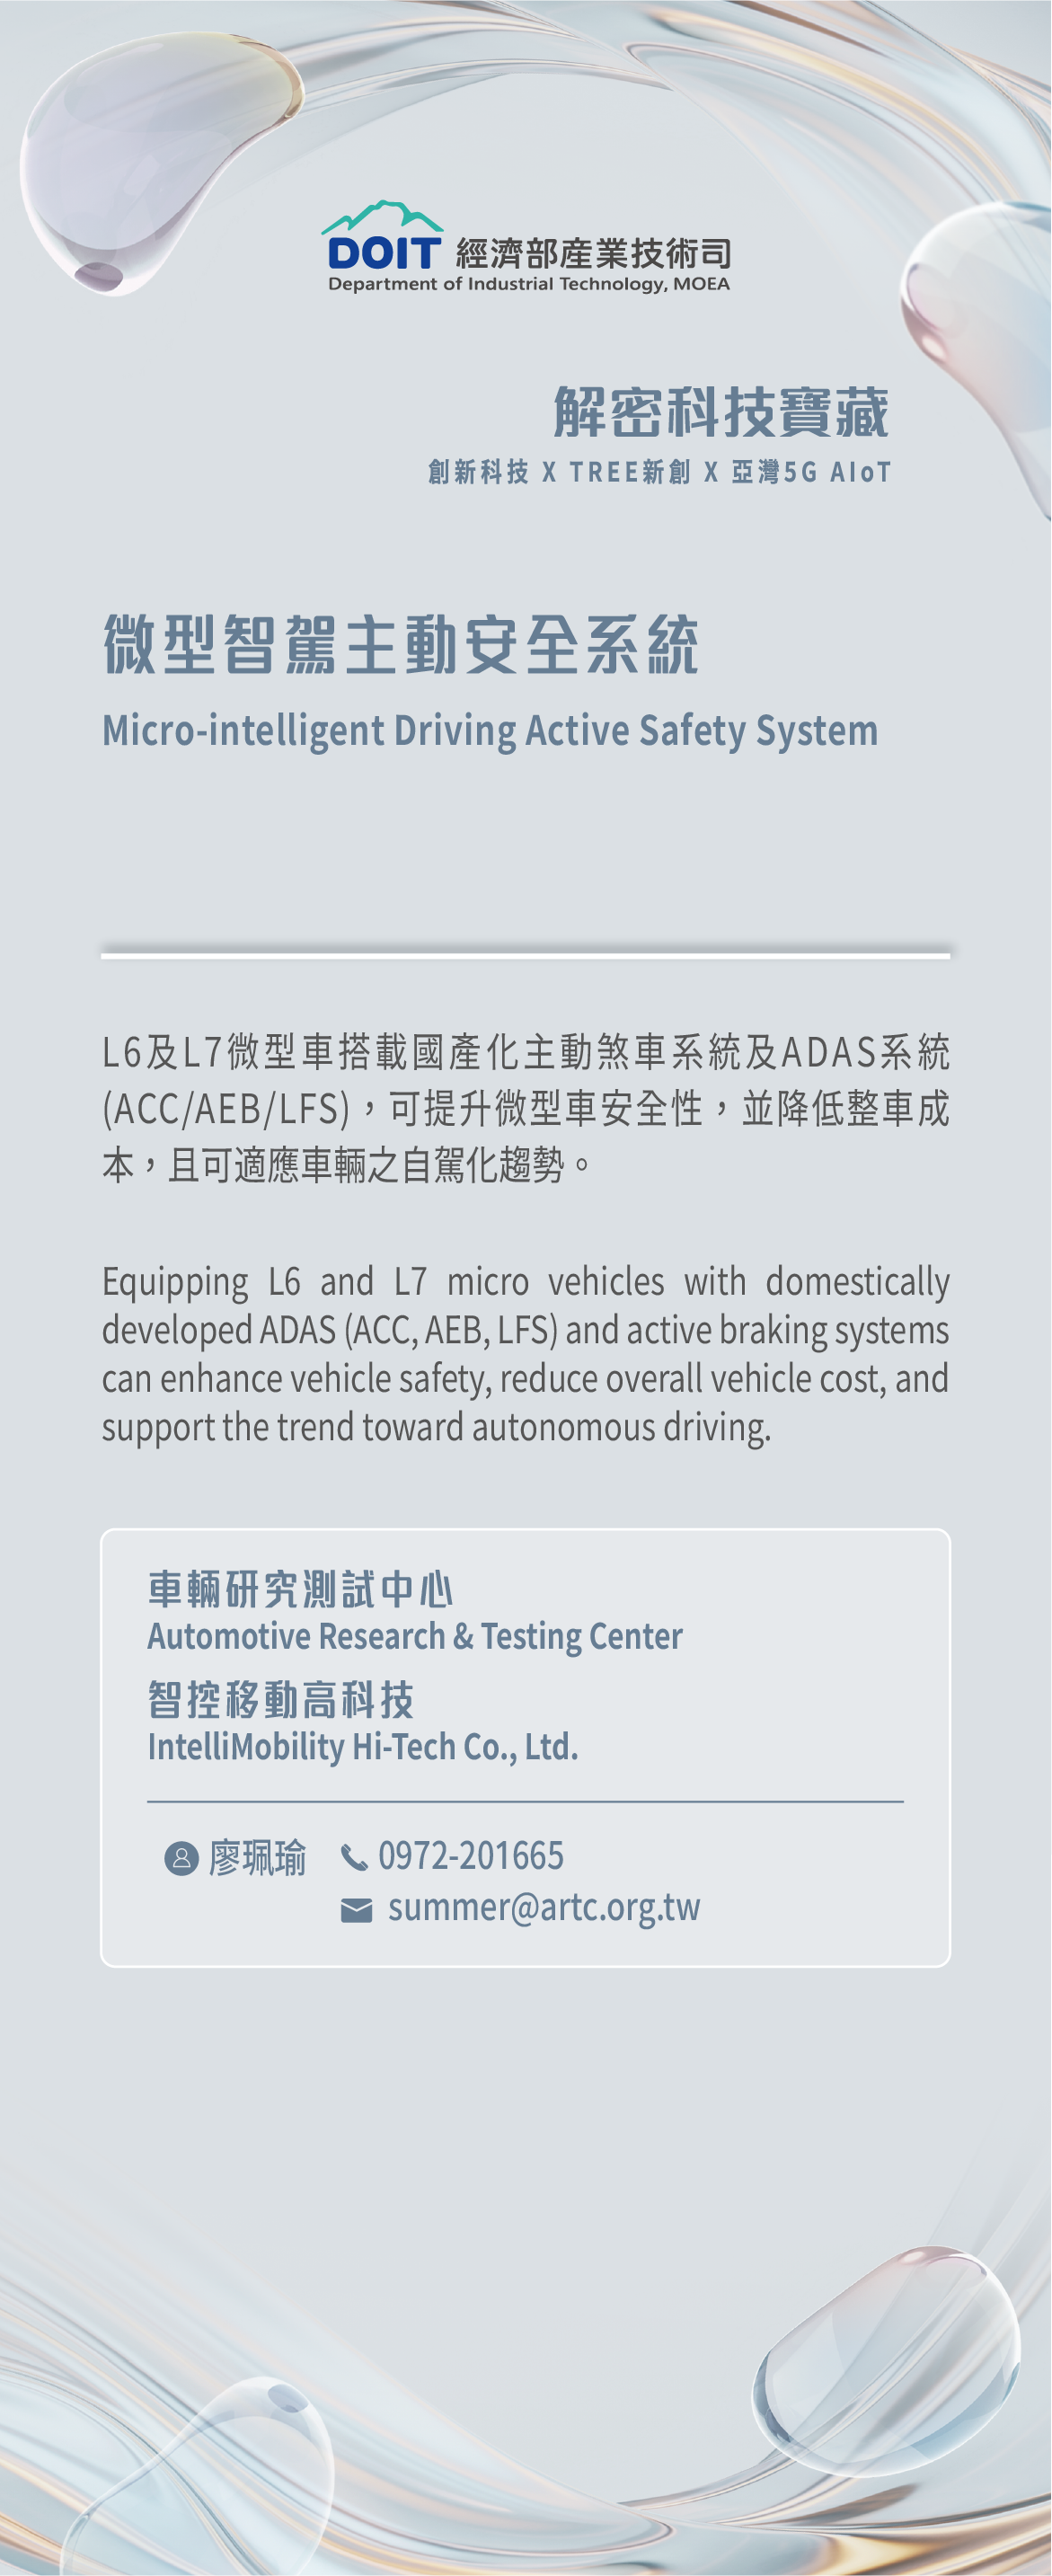 DOIT 經濟部產業技術司
Department of Industrial Technology, MOEA
解密科技寶藏
創新科技 X TREE新創 X 亞灣5G AIoT
微型智駕主動安全系統
Micro-intelligent Driving Active Safety System
L6及L7微型車搭載國產化主動煞車系統及ADAS系統
(ACC/AEB/LFS)，可提升微型車安全性，並降低整車成
本，且可適應車輛之自駕化趨勢。
Equipping L6 and L7 micro vehicles with domestically
developed ADAS (ACC, AEB, LFS) and active braking systems
can enhance vehicle safety, reduce overall vehicle cost, and
support the trend toward autonomous driving.
車輛研究測試中心
Automotive Research & Testing Center
智控移動高科技
IntelliMobility Hi-Tech Co., Ltd.
廖珮瑜 0972-201665
summer@artc.org.tw